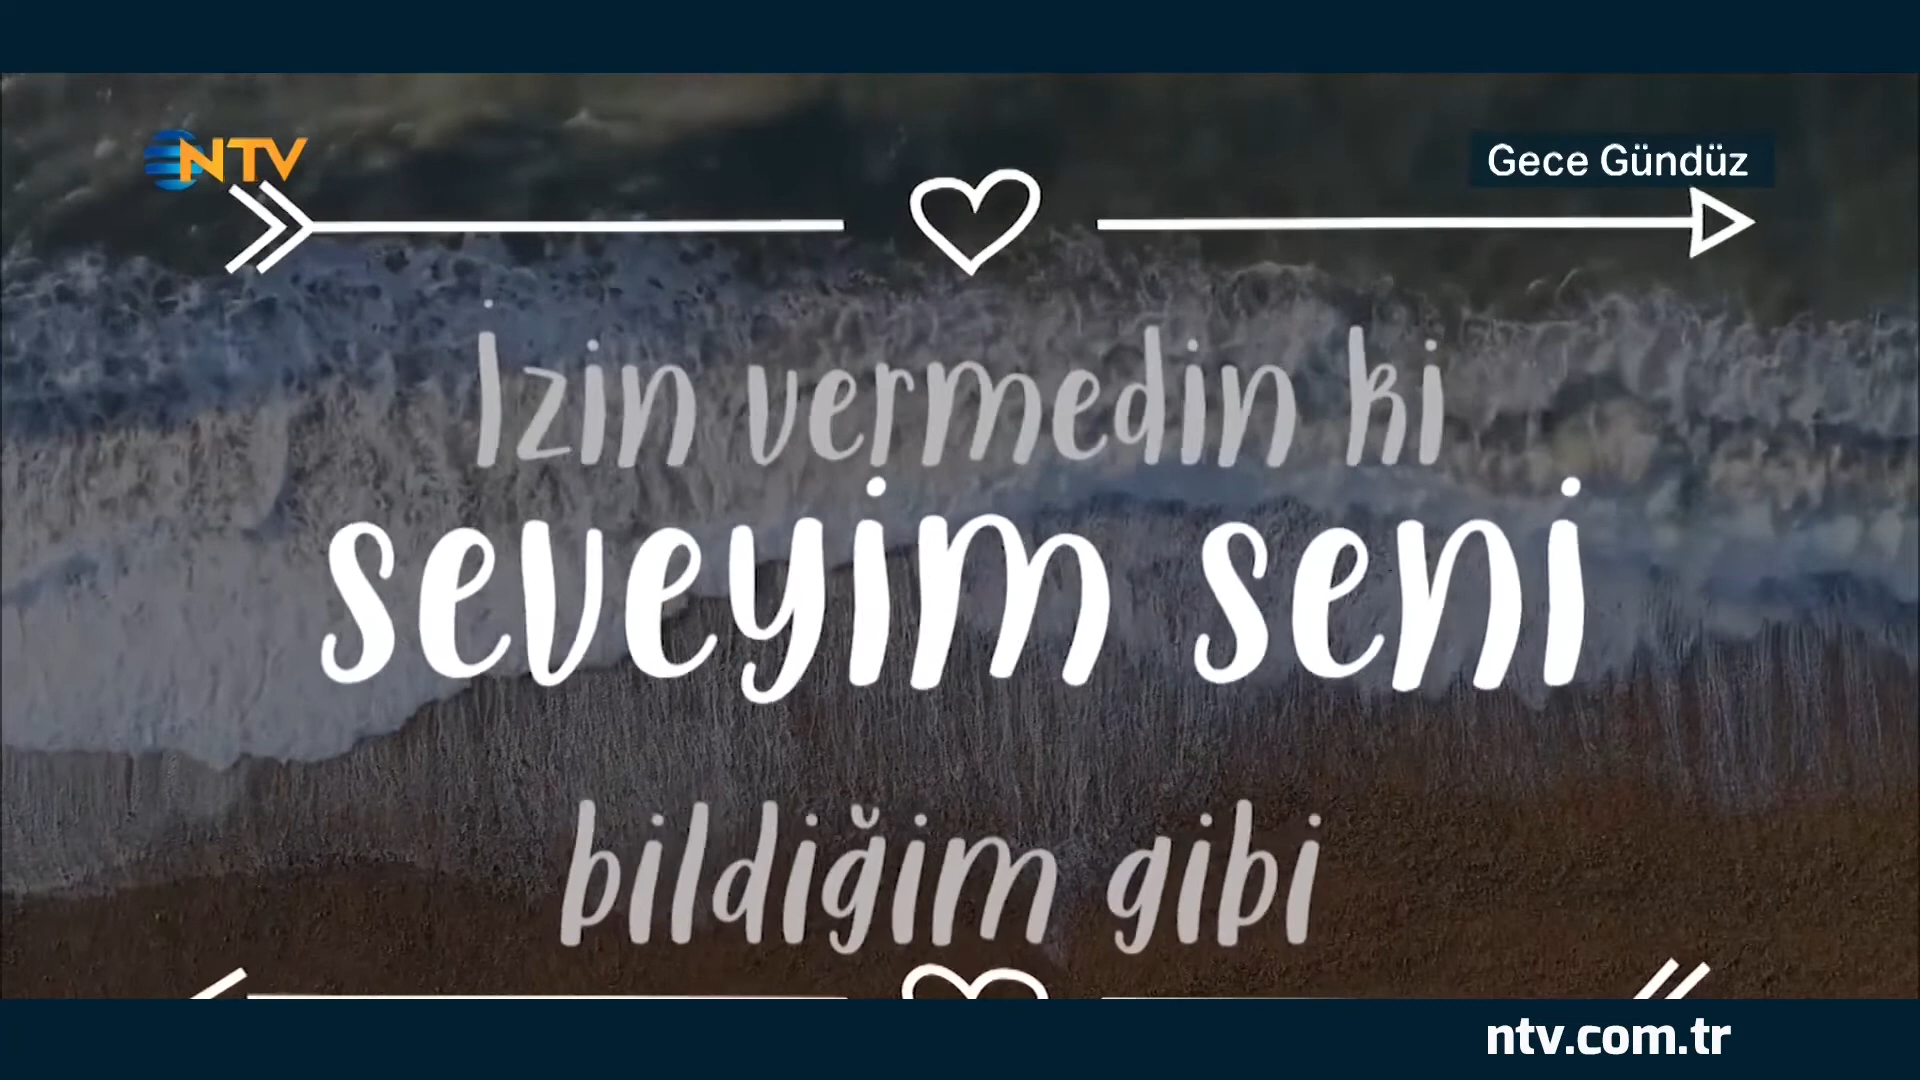 NTV
Gece Gündüz
İzin vermedin ki
seveyim seni
bildiğim gibi
ntv.com.tr